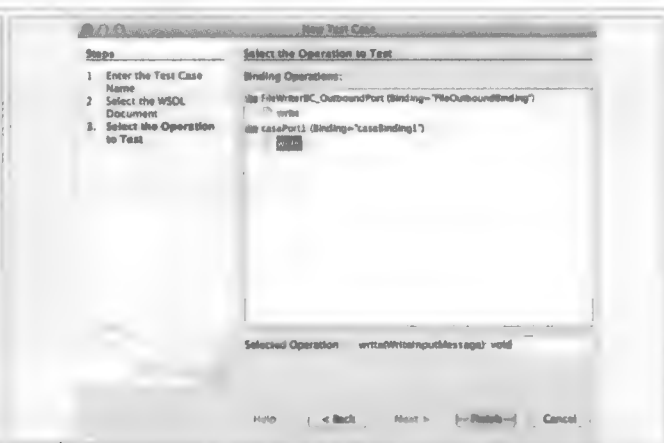 New Test Case
Steps
1 Enter the Test Case
Name
2 Select the WSDL
Document
3. Select the Operation
to Test
Select the Operation to Test
Binding Operations:
FileWriterBC_OutboundPort (Binding="FileOutboundBinding")
write
casePort1 (Binding="caseBinding1")
write
Selected Operation write(WriteInputMessage): void
Help
< Back
Next >
Finish
Cancel